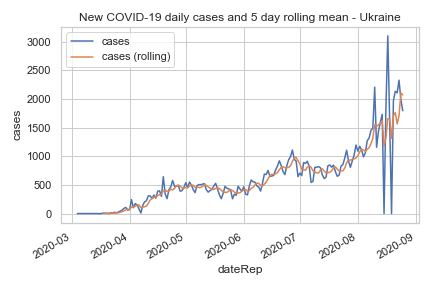 New COVID-19 daily cases and 5 day rolling mean - Ukraine
cases
cases (rolling)
3000
2500
2000
1500
1000
500
0
cases
2020-03
2020-04
2020-05
2020-06
2020-07
2020-08
2020-09
dateRep